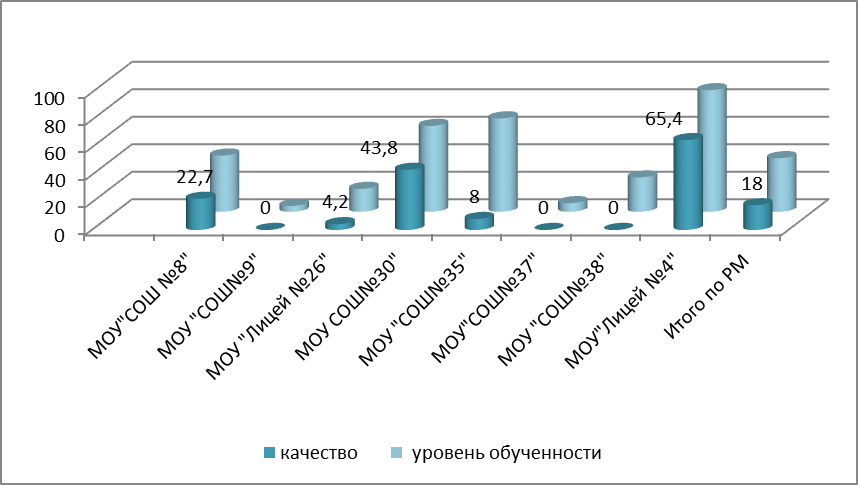 100
80
60
40
20
0
22,7
0
4,2
43,8
8
0
0
65,4
18
МОУ"СОШ №8"
МОУ "СОШ№9"
МОУ "Лицей №26"
МОУ СОШ№30"
МОУ "СОШ№35"
МОУ"СОШ№37"
МОУ "СОШ№38"
МОУ"Лицей №4"
Итого по РМ
качество
уровень обученности